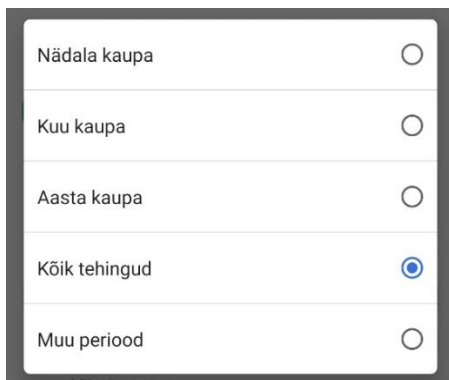 Nädala kaupa
Kuu kaupa
Aasta kaupa
Kõik tehingud
Muu periood